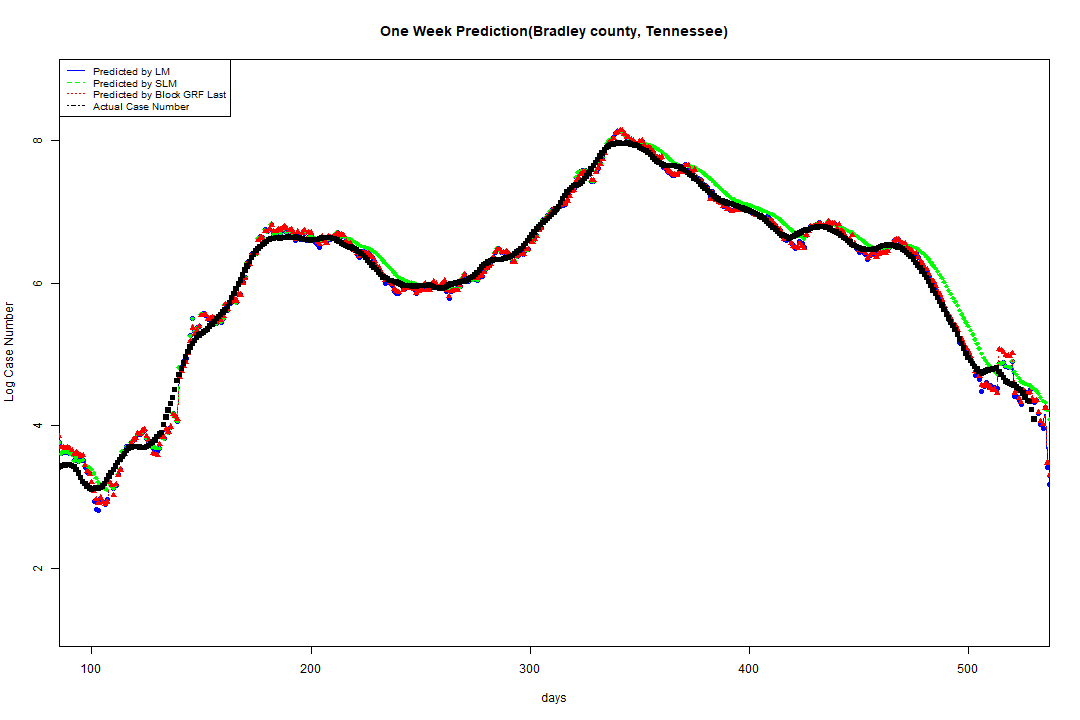 One Week Prediction(Bradley county, Tennessee)
Predicted by LM
Predicted by SLM
Predicted by Block GRF Last
Actual Case Number
8
6
4
2
Log Case Number
100 200 300 400 500
days